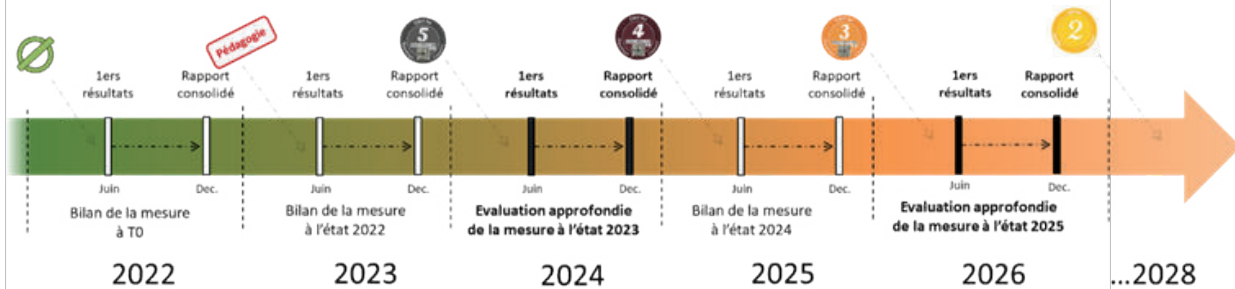 Pédagogie
5
4
3
2
1ers
résultats
Rapport
consolidé
1ers
résultats
Rapport
consolidé
1ers
résultats
Rapport
consolidé
1ers
résultats
Rapport
consolidé
1ers
résultats
Rapport
consolidé
Juin
Dec.
Juin
Dec.
Juin
Dec.
Juin
Dec.
Juin
Dec.
Bilan de la mesure
à T0
Bilan de la mesure
à l'état 2022
Evaluation approfondie
de la mesure à l'état 2023
Bilan de la mesure
à l'état 2024
Evaluation approfondie
de la mesure à l'état 2025
2022
2023
2024
2025
2026
...2028